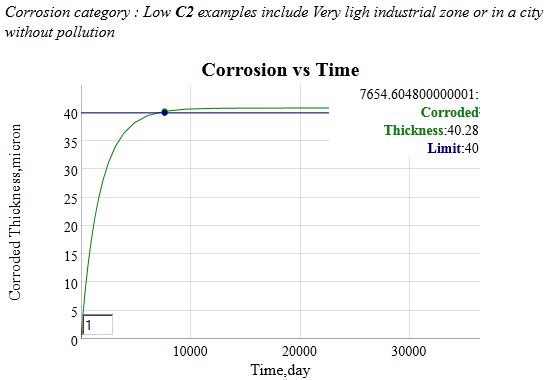 Corrosion category : Low C2 examples include Very ligh industrial zone or in a city
without pollution
Corrosion vs Time
7654.604800000001:
Corroded
Thickness:40.28
Limit:40
Corroded Thickness,micron
40
35
30
25
20
15
10
5
0
1
10000
20000
30000
Time,day